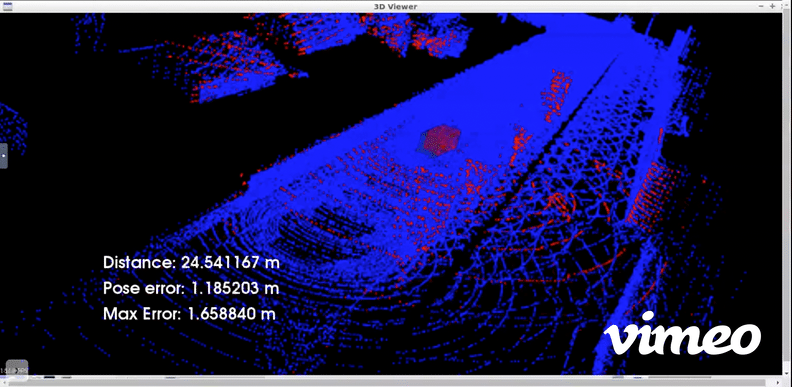 3D Viewer
Distance: 24.541167 m
Pose error: 1.185203 m
Max Error: 1.658840 m
vimeo